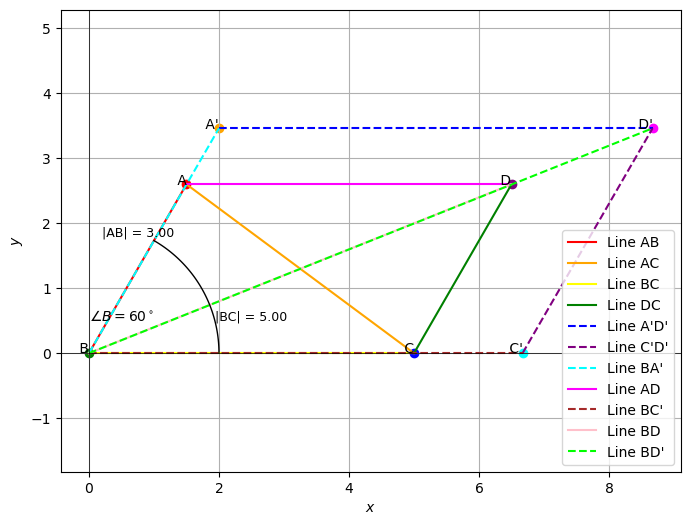 5
4
3
2
1
0
−1
0
2
4
6
8
y
x
A'
D'
A
D
|AB| = 3.00
∠B = 60°
|BC| = 5.00
B
C
C'
Line AB
Line AC
Line BC
Line DC
Line A'D'
Line C'D'
Line BA'
Line AD
Line BC'
Line BD
Line BD'